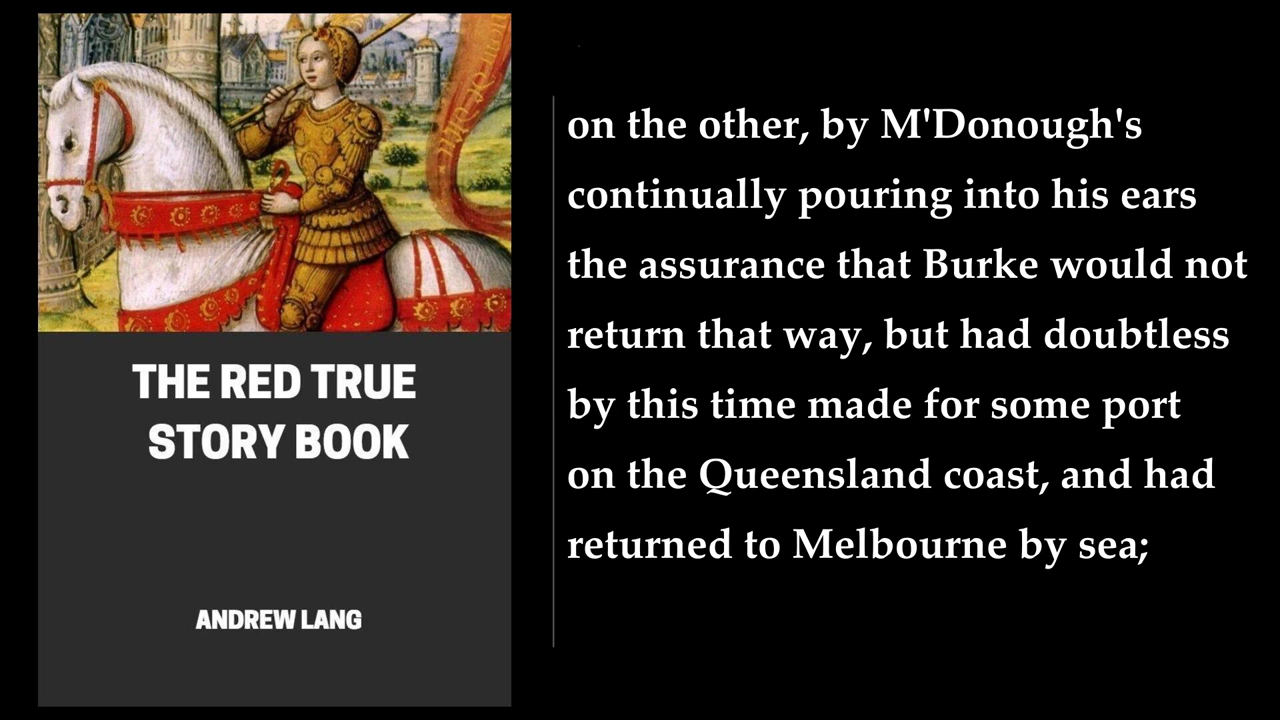 THE RED TRUE
STORY BOOK
ANDREW LANG
on the other, by M'Donough's
continually pouring into his ears
the assurance that Burke would not
return that way, but had doubtless
by this time made for some port
on the Queensland coast, and had
returned to Melbourne by sea;